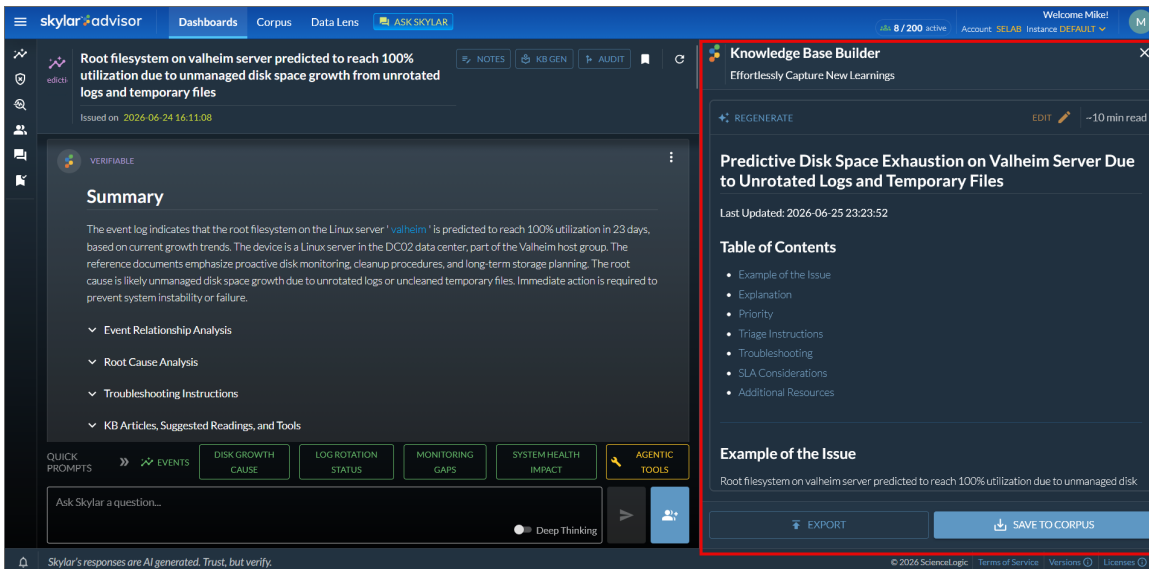 skylar advisor
Dashboards
Corpus
Data Lens
ASK SKYLAR
8 / 200 active
Account SELAB Instance DEFAULT
Welcome Mike!
M
edicti
Root filesystem on valheim server predicted to reach 100%
utilization due to unmanaged disk space growth from unrotated
logs and temporary files
Issued on 2026-06-24 16:11:08
NOTES
KB GEN
AUDIT
VERIFIABLE
Summary
The event log indicates that the root filesystem on the Linux server ' valheim ' is predicted to reach 100% utilization in 23 days,
based on current growth trends. The device is a Linux server in the DC02 data center, part of the Valheim host group. The
reference documents emphasize proactive disk monitoring, cleanup procedures, and long-term storage planning. The root
cause is likely unmanaged disk space growth due to unrotated logs or uncleaned temporary files. Immediate action is required to
prevent system instability or failure.
Event Relationship Analysis
Root Cause Analysis
Troubleshooting Instructions
KB Articles, Suggested Readings, and Tools
QUICK
PROMPTS
EVENTS
DISK GROWTH
CAUSE
LOG ROTATION
STATUS
MONITORING
GAPS
SYSTEM HEALTH
IMPACT
AGENTIC
TOOLS
Ask Skylar a question...
Deep Thinking
Knowledge Base Builder
Effortlessly Capture New Learnings
REGENERATE
EDIT
~10 min read
Predictive Disk Space Exhaustion on Valheim Server Due
to Unrotated Logs and Temporary Files
Last Updated: 2026-06-25 23:23:52
Table of Contents
• Example of the Issue
• Explanation
• Priority
• Triage Instructions
• Troubleshooting
• SLA Considerations
• Additional Resources
Example of the Issue
Root filesystem on valheim server predicted to reach 100% utilization due to unmanaged disk
EXPORT
SAVE TO CORPUS
Skylar's responses are AI generated. Trust, but verify.
© 2026 ScienceLogic
Terms of Service
Versions
Licenses